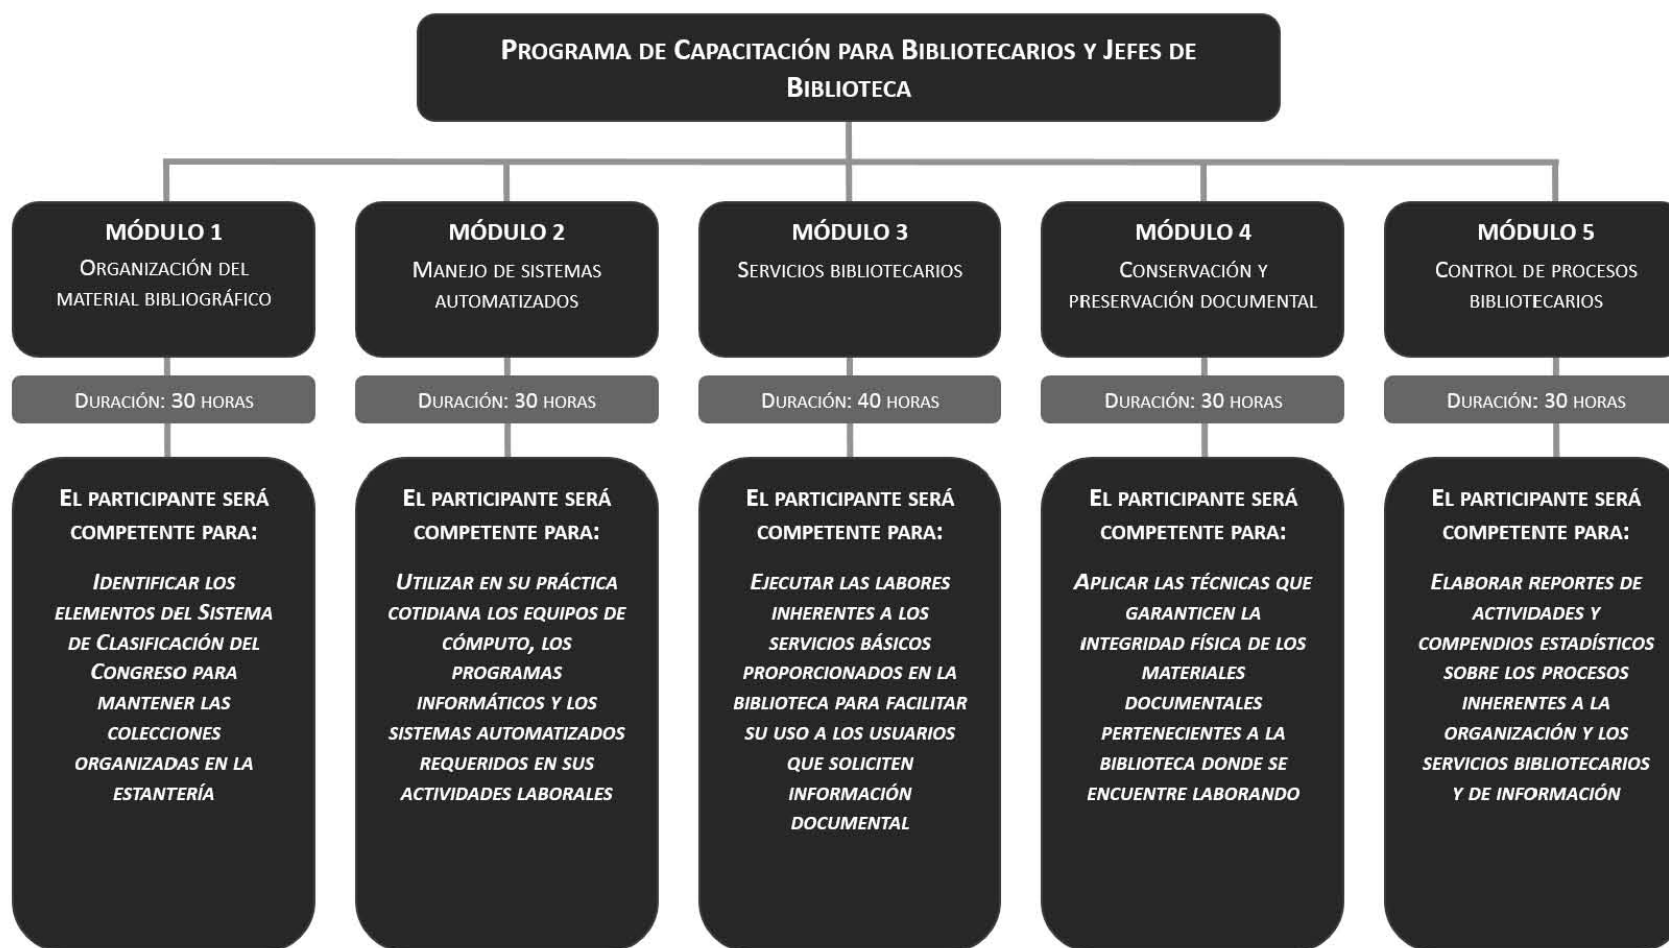 PROGRAMA DE CAPACITACIÓN PARA BIBLIOTECARIOS Y JEFES DE
BIBLIOTECA
MÓDULO 1
ORGANIZACIÓN DEL
MATERIAL BIBLIOGRÁFICO
DURACIÓN: 30 HORAS
EL PARTICIPANTE SERÁ
COMPETENTE PARA:
IDENTIFICAR LOS
ELEMENTOS DEL SISTEMA
DE CLASIFICACIÓN DEL
CONGRESO PARA
MANTENER LAS
COLECCIONES
ORGANIZADAS EN LA
ESTANTERÍA
MÓDULO 2
MANEJO DE SISTEMAS
AUTOMATIZADOS
DURACIÓN: 30 HORAS
EL PARTICIPANTE SERÁ
COMPETENTE PARA:
UTILIZAR EN SU PRÁCTICA
COTIDIANA LOS EQUIPOS DE
CÓMPUTO, LOS
PROGRAMAS
INFORMÁTICOS Y LOS
SISTEMAS AUTOMATIZADOS
REQUERIDOS EN SUS
ACTIVIDADES LABORALES
MÓDULO 3
SERVICIOS BIBLIOTECARIOS
DURACIÓN: 40 HORAS
EL PARTICIPANTE SERÁ
COMPETENTE PARA:
EJECUTAR LAS LABORES
INHERENTES A LOS
SERVICIOS BÁSICOS
PROPORCIONADOS EN LA
BIBLIOTECA PARA FACILITAR
SU USO A LOS USUARIOS
QUE SOLICITEN
INFORMACIÓN
DOCUMENTAL
MÓDULO 4
CONSERVACIÓN Y
PRESERVACIÓN DOCUMENTAL
DURACIÓN: 30 HORAS
EL PARTICIPANTE SERÁ
COMPETENTE PARA:
APLICAR LAS TÉCNICAS QUE
GARANTICEN LA
INTEGRIDAD FÍSICA DE LOS
MATERIALES
DOCUMENTALES
PERTENECIENTES A LA
BIBLIOTECA DONDE SE
ENCUENTRE LABORANDO
MÓDULO 5
CONTROL DE PROCESOS
BIBLIOTECARIOS
DURACIÓN: 30 HORAS
EL PARTICIPANTE SERÁ
COMPETENTE PARA:
ELABORAR REPORTES DE
ACTIVIDADES Y
COMPENDIOS ESTADÍSTICOS
SOBRE LOS PROCESOS
INHERENTES A LA
ORGANIZACIÓN Y LOS
SERVICIOS BIBLIOTECARIOS
Y DE INFORMACIÓN